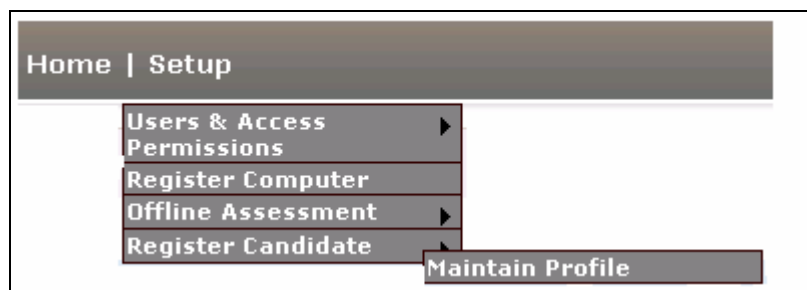 Home | Setup
Users & Access
Permissions
Register Computer
Offline Assessment
Register Candidate
Maintain Profile